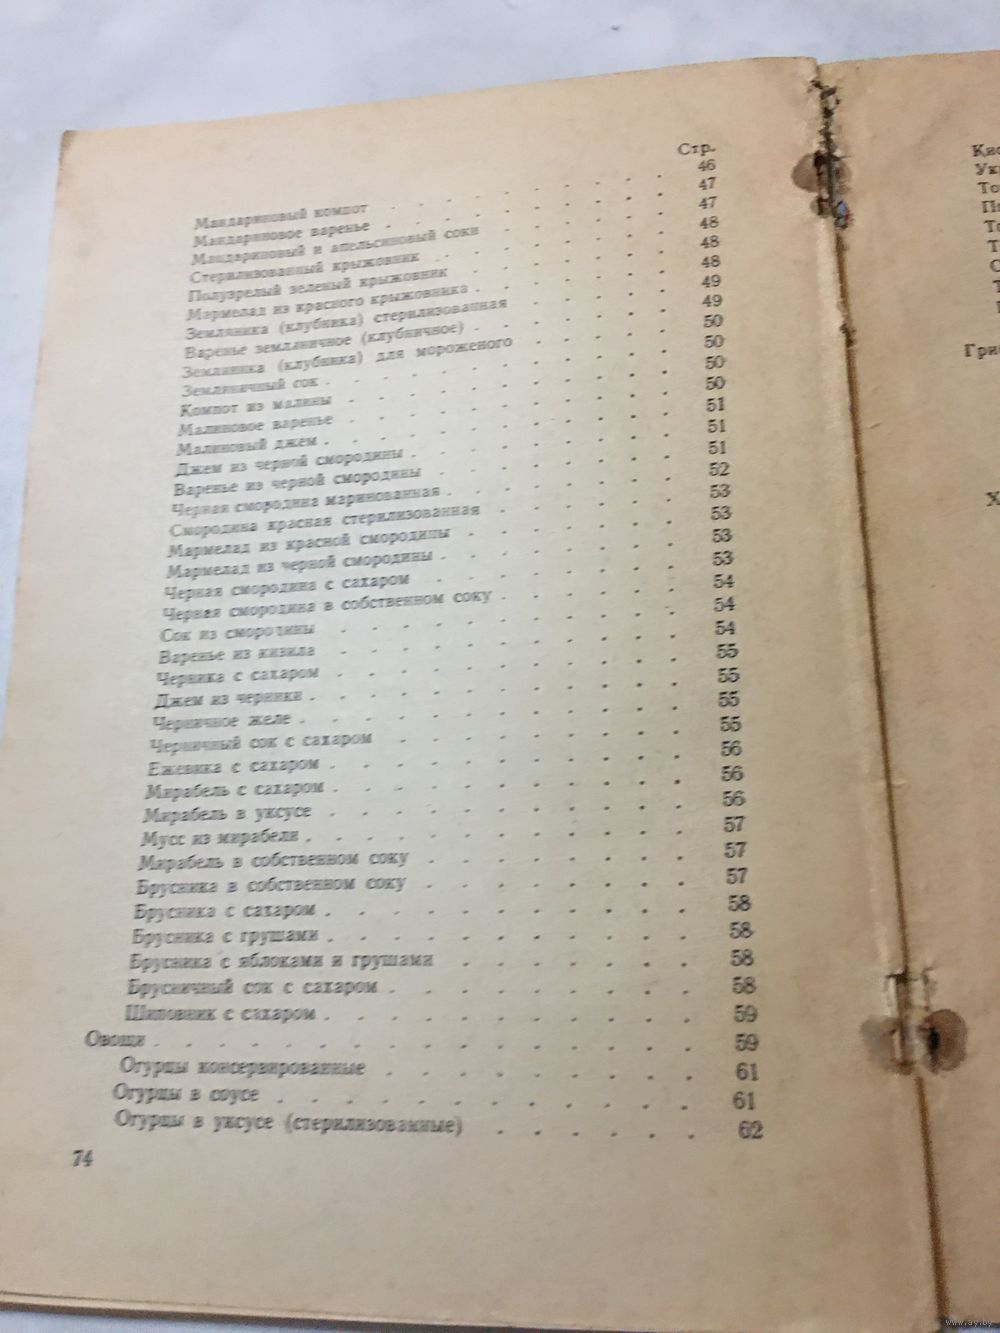 Стр.
Мандариновый компот . . . . . . . . 46
Мандариновое варенье . . . . . . . . 47
Мандариновый и апельсиновый соки . . . . . . 47
Стерилизованный крыжовник . . . . . . . 48
Полузрелый зеленый крыжовник . . . . . . 48
Мармелад из красного крыжовника . . . . . . 48
Земляника (клубника) стерилизованная . . . . . 49
Варенье земляничное (клубничное) . . . . . . 49
Земляника (клубника) для мороженого . . . . . 50
Земляничный сок . . . . . . . . . 50
Компот из малины . . . . . . . . . 50
Малиновое варенье . . . . . . . . . 50
Малиновый джем . . . . . . . . . . 51
Джем из черной смородины . . . . . . . . 51
Варенье из черной смородины . . . . . . . 51
Черная смородина маринованная . . . . . . . 52
Смородина красная стерилизованная . . . . . . 53
Мармелад из красной смородины . . . . . . 53
Мармелад из черной смородины . . . . . . . 53
Черная смородина с сахаром . . . . . . . 53
Черная смородина в собственном соку . . . . . . 54
Сок из смородины . . . . . . . . . . 54
Варенье из кизила . . . . . . . . . . 54
Черника с сахаром . . . . . . . . . . 55
Джем из черники . . . . . . . . . . . 55
Черничное желе . . . . . . . . . . . 55
Черничный сок с сахаром . . . . . . . . 55
Ежевика с сахаром . . . . . . . . . . 56
Мирабель с сахаром . . . . . . . . . . 56
Мирабель в уксусе . . . . . . . . . . 56
Мусс из мирабели . . . . . . . . . . . 57
Мирабель в собственном соку . . . . . . . 57
Брусника в собственном соку . . . . . . . 57
Брусника с сахаром . . . . . . . . . . 58
Брусника с грушами . . . . . . . . . . 58
Брусника с яблоками и грушами . . . . . . 58
Брусничный сок с сахаром . . . . . . . . 58
Шиповник с сахаром . . . . . . . . . . 59
Овощи . . . . . . . . . . . . . . . 59
Огурцы консервированные . . . . . . . . 61
Огурцы в соусе . . . . . . . . . . . 61
Огурцы в уксусе (стерилизованные) . . . . . . 62
74
www.ay.by